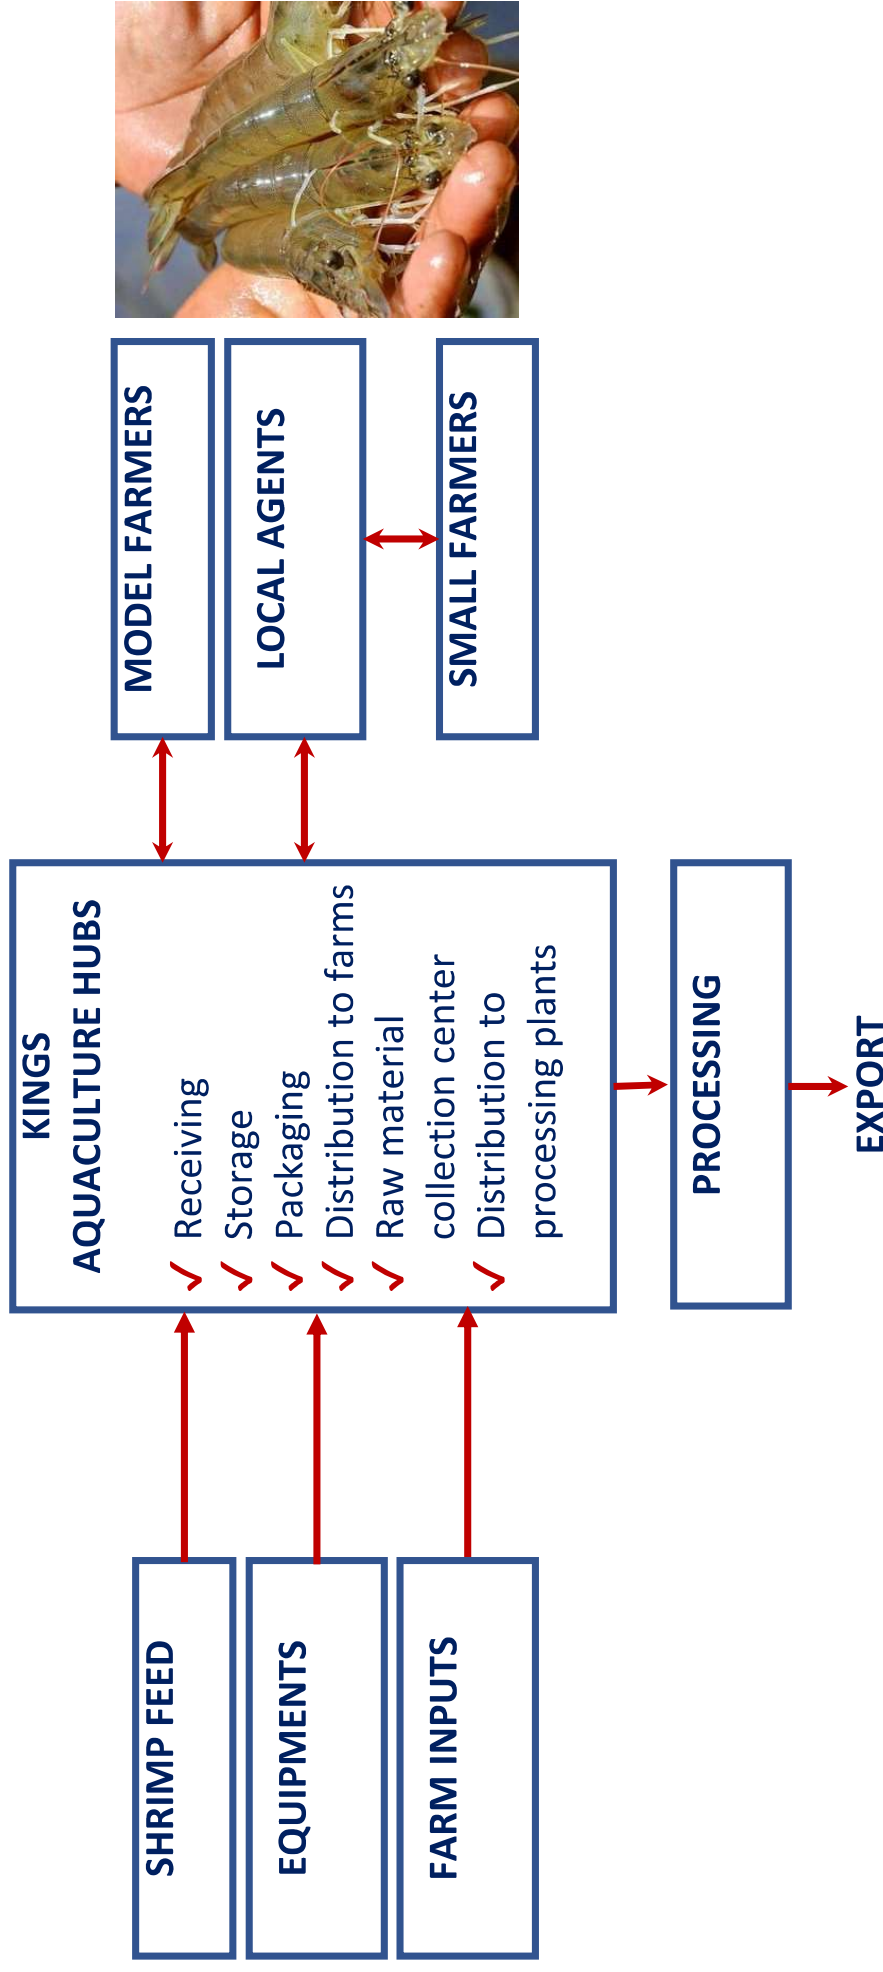 SHRIMP FEED
EQUIPMENTS
FARM INPUTS
KINGS
AQUACULTURE HUBS
Receiving
Storage
Packaging
Distribution to farms
Raw material
collection center
Distribution to
processing plants
MODEL FARMERS
LOCAL AGENTS
SMALL FARMERS
PROCESSING
EXPORT